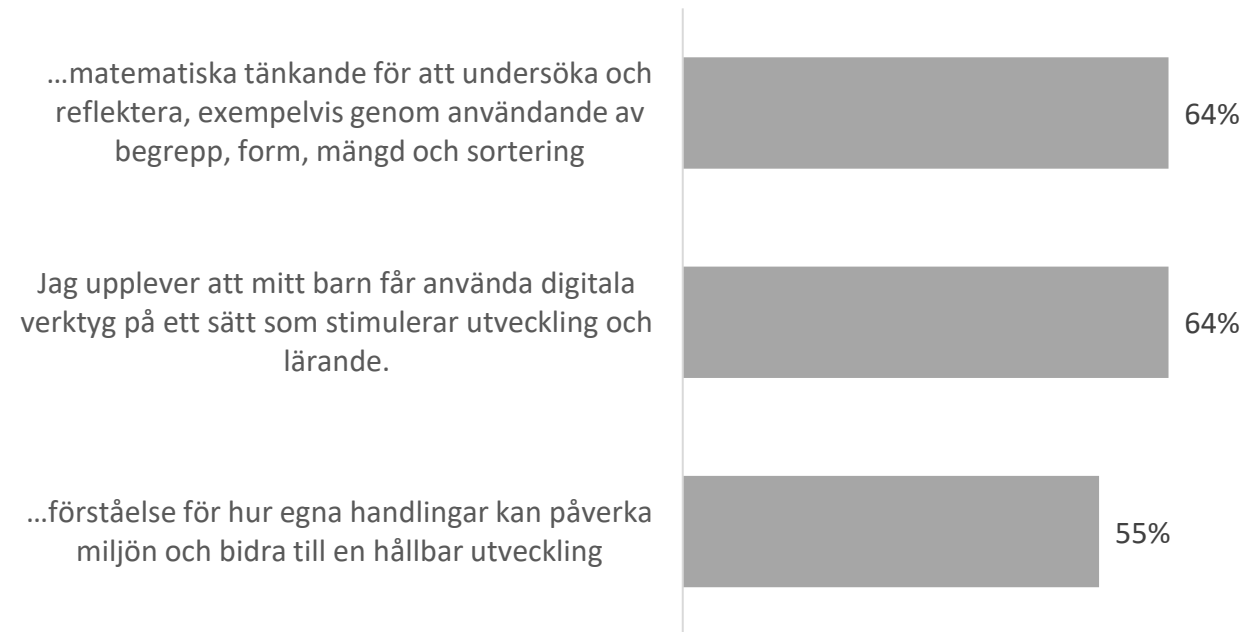 …matematiska tänkande för att undersöka och
reflektera, exempelvis genom användande av
begrepp, form, mängd och sortering
64%
Jag upplever att mitt barn får använda digitala
verktyg på ett sätt som stimulerar utveckling och
lärande.
64%
…förståelse för hur egna handlingar kan påverka
miljön och bidra till en hållbar utveckling
55%